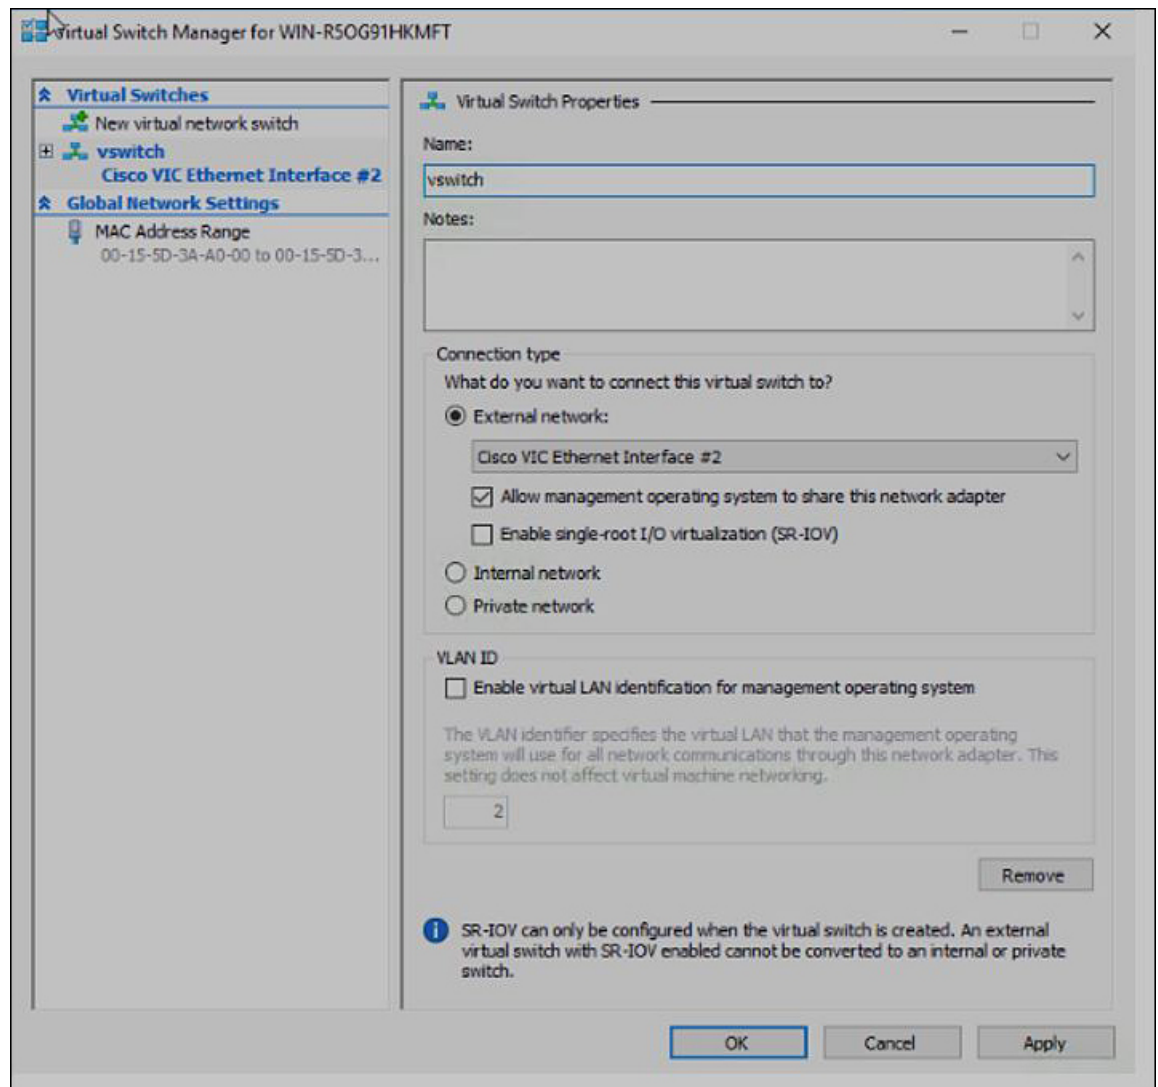 Virtual Switch Manager for WIN-R5OG91HKMFT
Virtual Switches
New virtual network switch
vswitch
Cisco VIC Ethernet Interface #2
Global Network Settings
MAC Address Range
00-15-5D-3A-A0-00 to 00-15-5D-3...
Virtual Switch Properties
Name:
vswitch
Notes:
Connection type
What do you want to connect this virtual switch to?
External network:
Cisco VIC Ethernet Interface #2
Allow management operating system to share this network adapter
Enable single-root I/O virtualization (SR-IOV)
Internal network
Private network
VLAN ID
Enable virtual LAN identification for management operating system
The VLAN identifier specifies the virtual LAN that the management operating
system will use for all network communications through this network adapter. This
setting does not affect virtual machine networking.
2
Remove
SR-IOV can only be configured when the virtual switch is created. An external
virtual switch with SR-IOV enabled cannot be converted to an internal or private
switch.
OK
Cancel
Apply